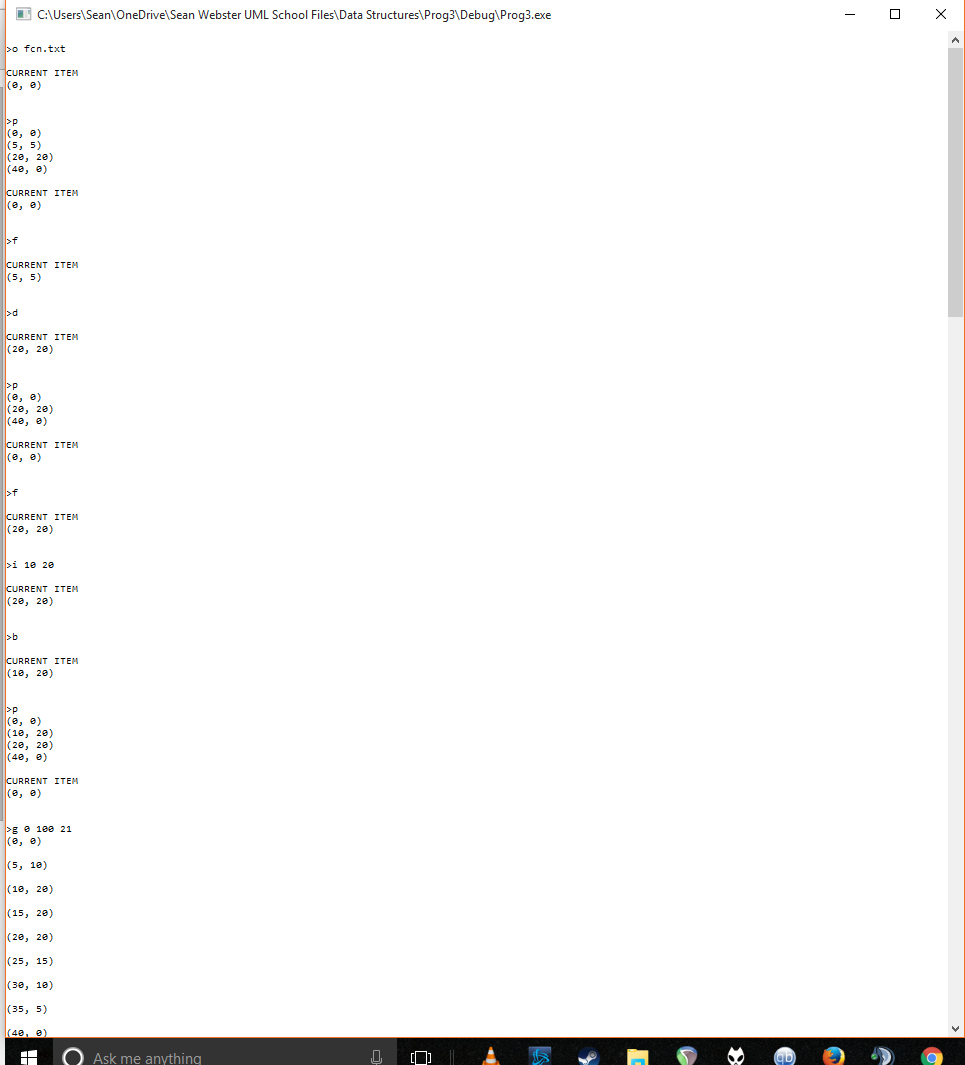 C:\Users\Sean\OneDrive\Sean Webster UML School Files\Data Structures\Prog3\Debug\Prog3.exe
>o fcn.txt
CURRENT ITEM
(0, 0)
>p
(0, 0)
(5, 5)
(20, 20)
(40, 0)
CURRENT ITEM
(0, 0)
>f
CURRENT ITEM
(5, 5)
>d
CURRENT ITEM
(20, 20)
>p
(0, 0)
(20, 20)
(40, 0)
CURRENT ITEM
(0, 0)
>f
CURRENT ITEM
(20, 20)
>i 10 20
CURRENT ITEM
(20, 20)
>b
CURRENT ITEM
(10, 20)
>p
(0, 0)
(10, 20)
(20, 20)
(40, 0)
CURRENT ITEM
(0, 0)
>g 0 100 21
(0, 0)
(5, 10)
(10, 20)
(15, 20)
(20, 20)
(25, 15)
(30, 10)
(35, 5)
(40, 0)
Ask me anything
qb